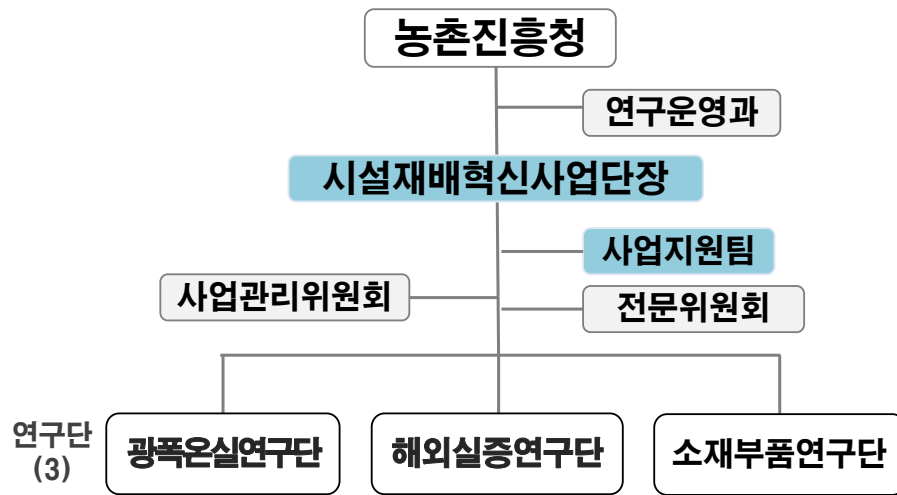 농촌진흥청
연구운영과
시설재배혁신사업단장
사업지원팀
사업관리위원회
전문위원회
연구단
(3)
광폭온실연구단
해외실증연구단
소재부품연구단